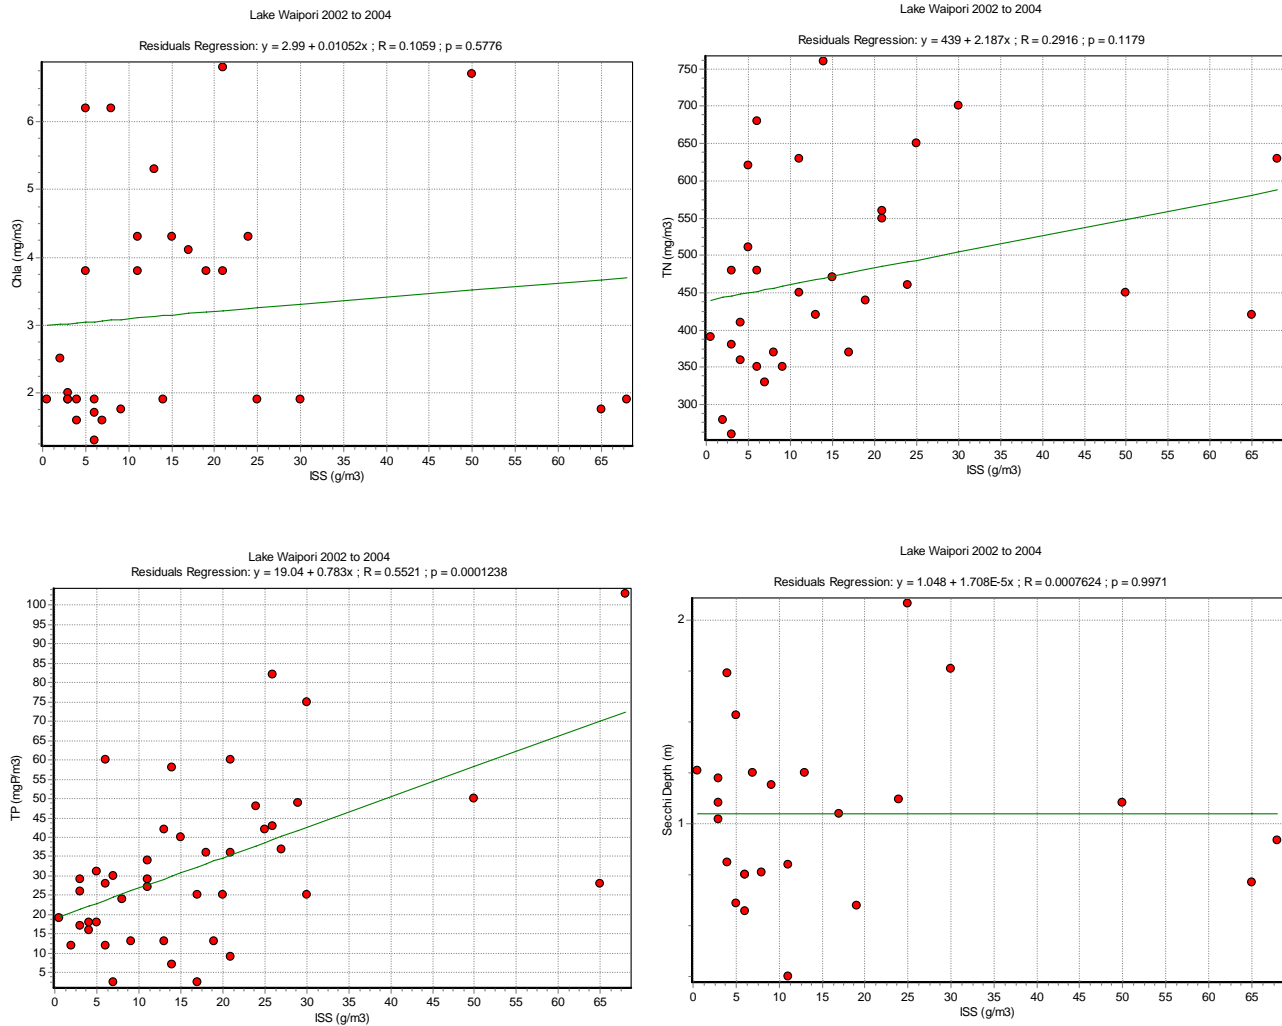 Lake Waipori 2002 to 2004
Residuals Regression: y = 2.99 + 0.01052x ; R = 0.1059 ; p = 0.5776
6
5
4
3
2
Chla (mg/m3)
0 5 10 15 20 25 30 35 40 45 50 55 60 65
ISS (g/m3)
Lake Waipori 2002 to 2004
Residuals Regression: y = 439 + 2.187x ; R = 0.2916 ; p = 0.1179
750
700
650
600
550
500
450
400
350
300
TN (mg/m3)
0 5 10 15 20 25 30 35 40 45 50 55 60 65
ISS (g/m3)
Lake Waipori 2002 to 2004
Residuals Regression: y = 19.04 + 0.783x ; R = 0.5521 ; p = 0.0001238
100
95
90
85
80
75
70
65
60
55
50
45
40
35
30
25
20
15
10
5
TP (mgP/m3)
0 5 10 15 20 25 30 35 40 45 50 55 60 65
ISS (g/m3)
Lake Waipori 2002 to 2004
Residuals Regression: y = 1.048 + 1.708E-5x ; R = 0.0007624 ; p = 0.9971
2
1
Secchi Depth (m)
0 5 10 15 20 25 30 35 40 45 50 55 60 65
ISS (g/m3)